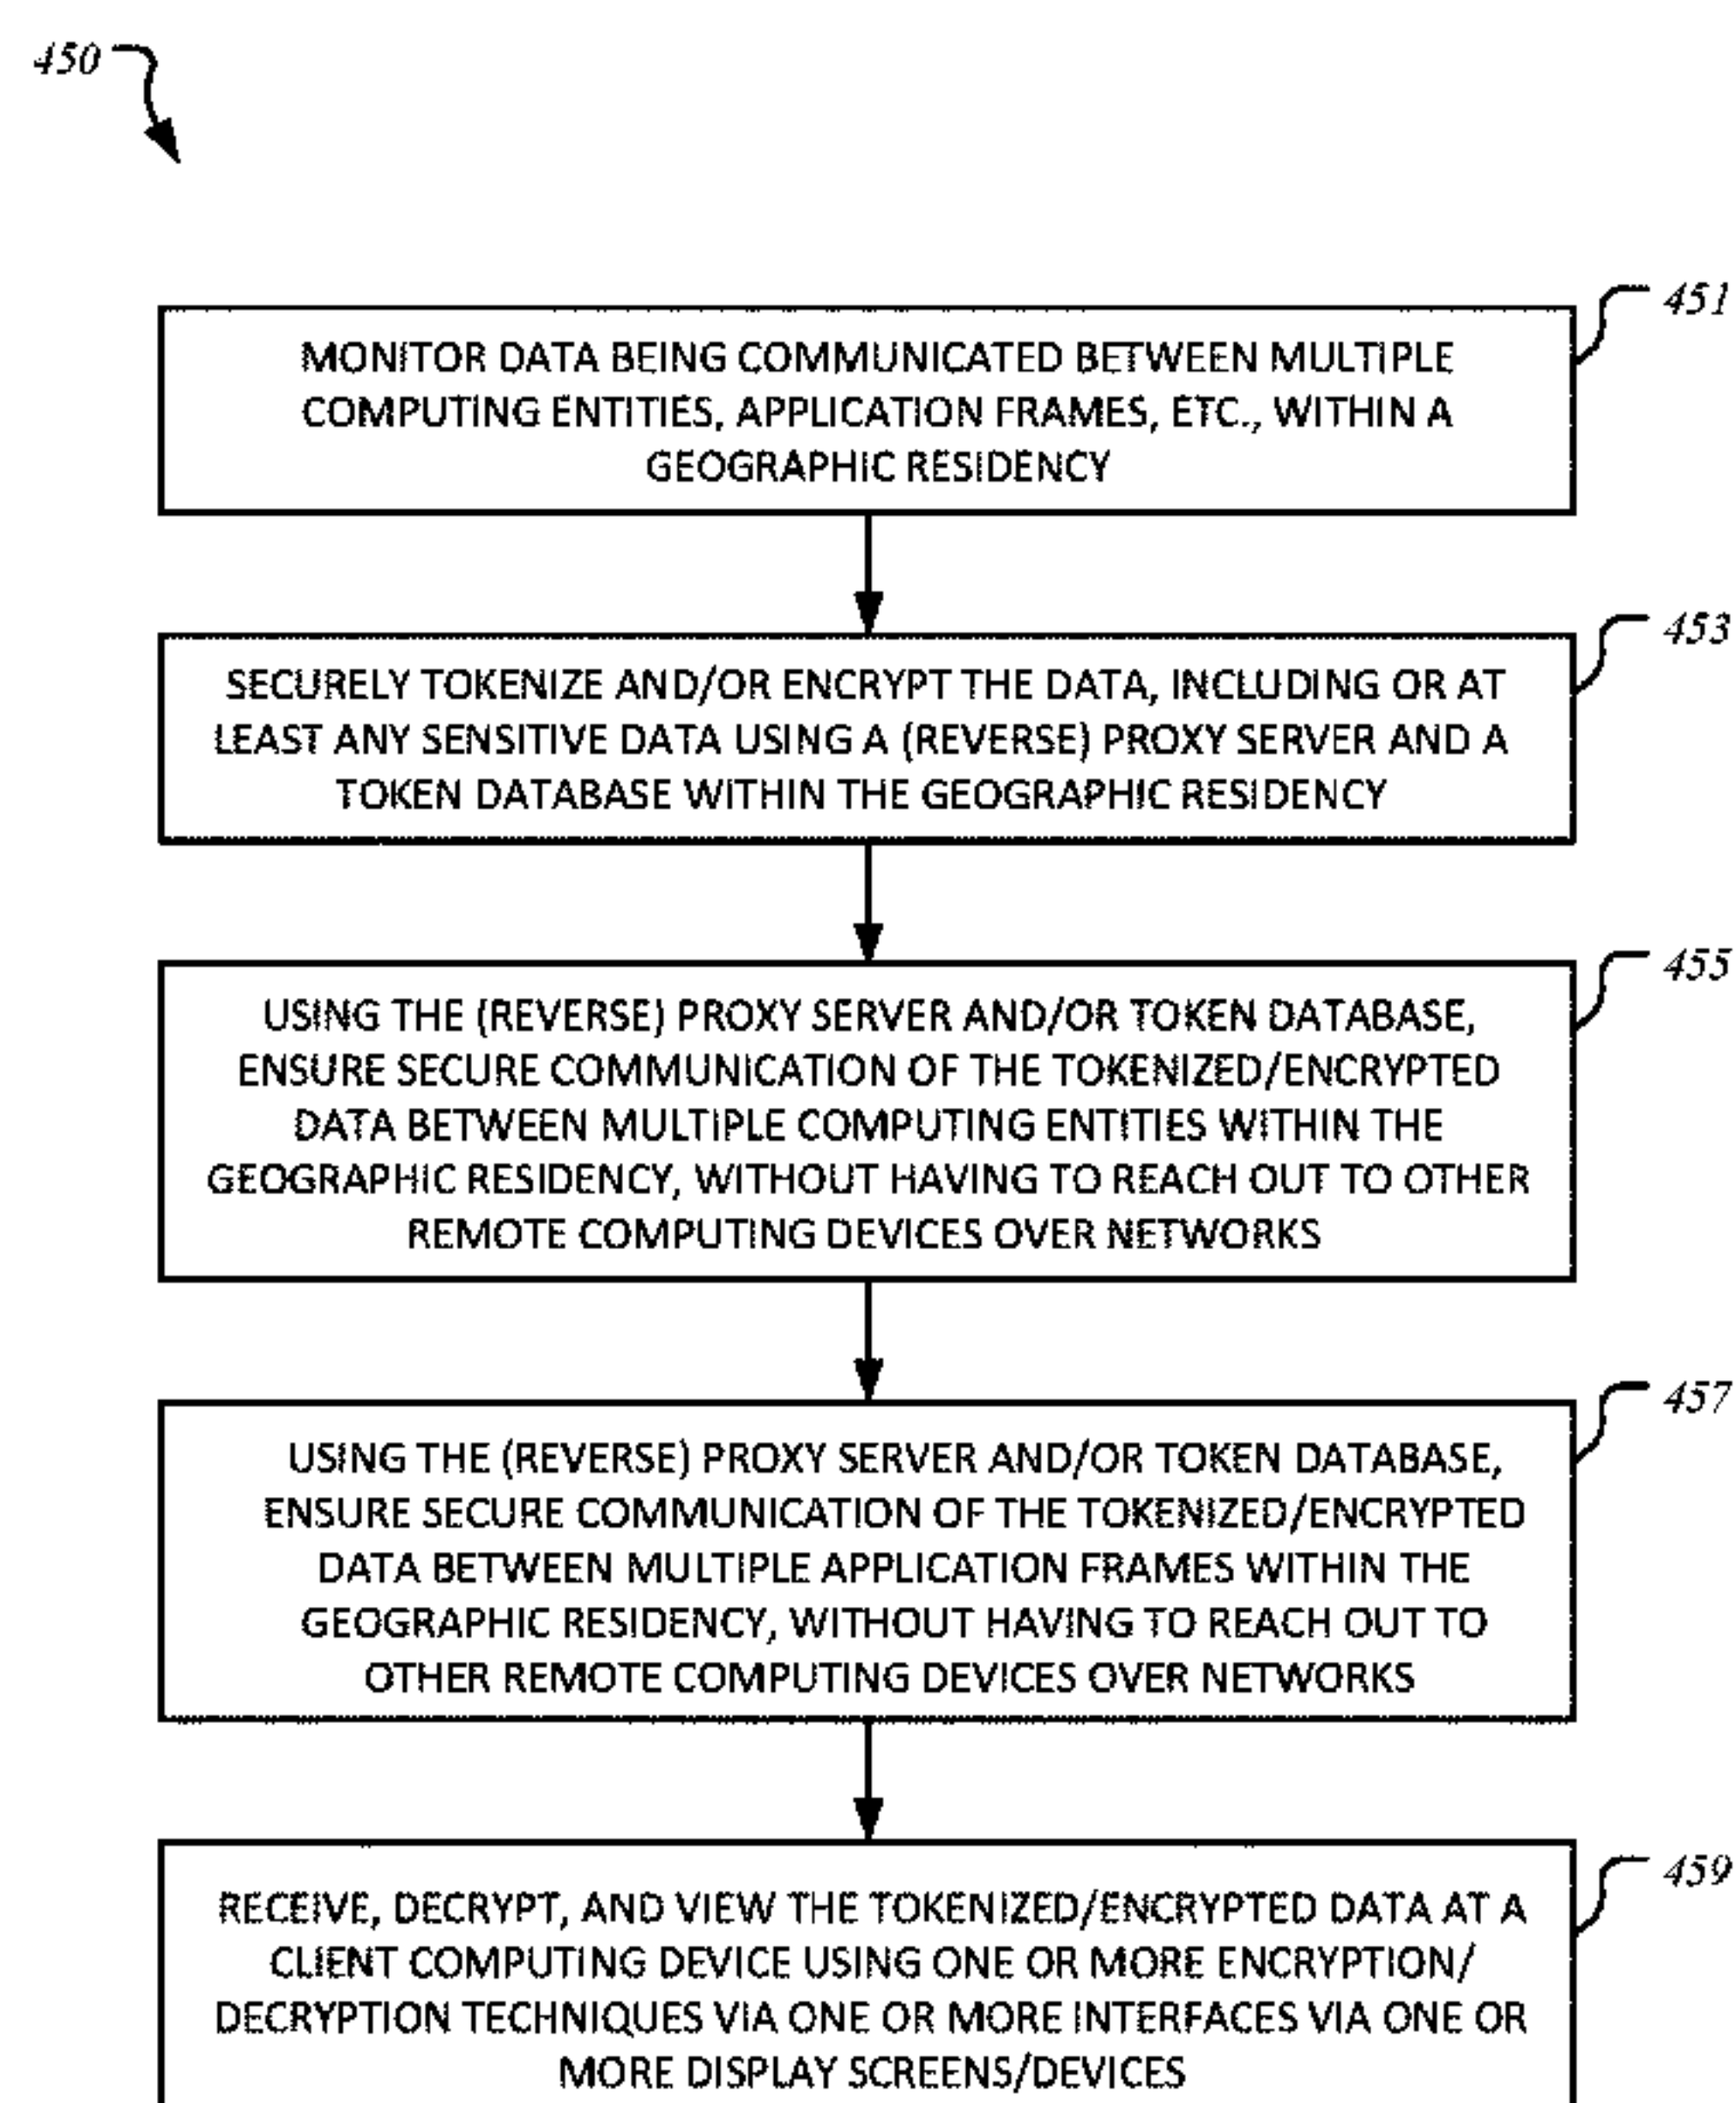 450
451
MONITOR DATA BEING COMMUNICATED BETWEEN MULTIPLE
COMPUTING ENTITIES, APPLICATION FRAMES, ETC., WITHIN A
GEOGRAPHIC RESIDENCY
453
SECURELY TOKENIZE AND/OR ENCRYPT THE DATA, INCLUDING OR AT
LEAST ANY SENSITIVE DATA USING A (REVERSE) PROXY SERVER AND A
TOKEN DATABASE WITHIN THE GEOGRAPHIC RESIDENCY
455
USING THE (REVERSE) PROXY SERVER AND/OR TOKEN DATABASE,
ENSURE SECURE COMMUNICATION OF THE TOKENIZED/ENCRYPTED
DATA BETWEEN MULTIPLE COMPUTING ENTITIES WITHIN THE
GEOGRAPHIC RESIDENCY, WITHOUT HAVING TO REACH OUT TO OTHER
REMOTE COMPUTING DEVICES OVER NETWORKS
457
USING THE (REVERSE) PROXY SERVER AND/OR TOKEN DATABASE,
ENSURE SECURE COMMUNICATION OF THE TOKENIZED/ENCRYPTED
DATA BETWEEN MULTIPLE APPLICATION FRAMES WITHIN THE
GEOGRAPHIC RESIDENCY, WITHOUT HAVING TO REACH OUT TO
OTHER REMOTE COMPUTING DEVICES OVER NETWORKS
459
RECEIVE, DECRYPT, AND VIEW THE TOKENIZED/ENCRYPTED DATA AT A
CLIENT COMPUTING DEVICE USING ONE OR MORE ENCRYPTION/
DECRYPTION TECHNIQUES VIA ONE OR MORE INTERFACES VIA ONE OR
MORE DISPLAY SCREENS/DEVICES